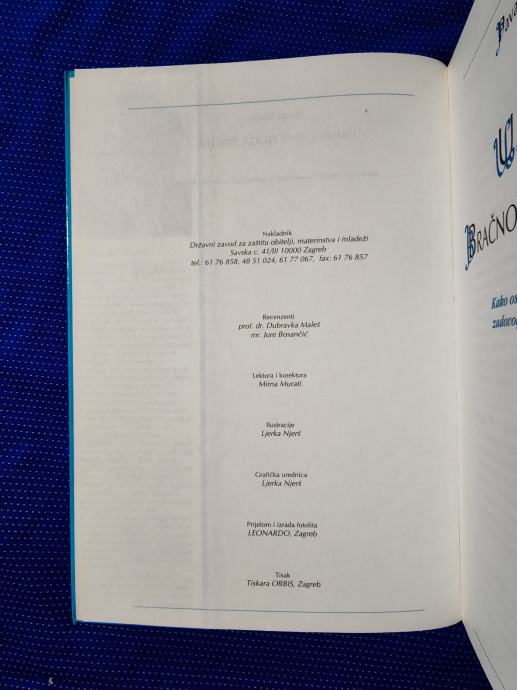 Nakladnik
Državni zavod za zaštitu obitelji, materinstva i mladeži
Savska c. 41/III 10000 Zagreb
tel.: 61 76 858, 48 51 024, 61 77 067, fax: 61 76 857
Recenzenti
prof. dr. Dubravka Maleš
mr. Jure Bosančić
Lektura i korektura
Mirna Murati
Ilustracije
Ljerka Njerš
Grafička urednica
Ljerka Njerš
Prijelom i izrada fotolita
LEONARDO, Zagreb
Tisak
Tiskara ORBIS, Zagreb
BRAČNO
Kako